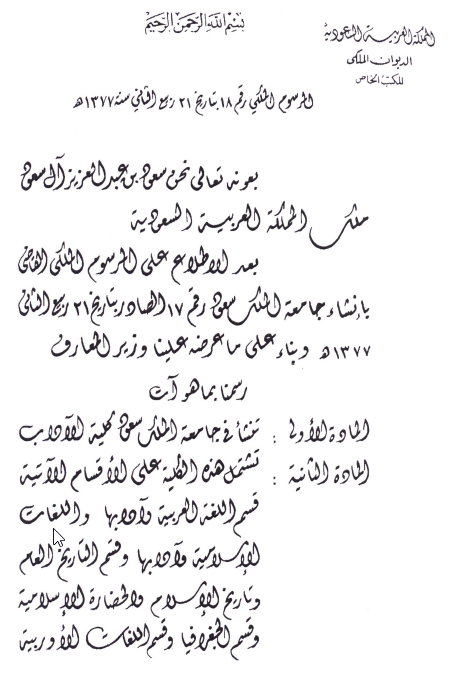 بسم الله الرحمن الرحيم
المملكة العربية السعودية
الديوان الملكي
المكتب الخاص
المرسوم الملكي رقم ١٨ بتاريخ ٢١ ربيع الثاني سنة ١٣٧٧هـ
بعونه تعالى نحن سعود بن عبد العزيز آل سعود
ملك المملكة العربية السعودية
بعد الاطلاع على المرسوم الملكي القاضي
بإنشاء جامعة الملك سعود رقم ١٧ الصادر بتاريخ ٢١ ربيع الثاني
١٣٧٧هـ وبناء على ما عرضه علينا وزير المعارف
رسمنا بما هو آت
المادة الأولى : تنشأ في جامعة الملك سعود كلية الآداب
المادة الثانية : تشتمل هذه الكلية على الأقسام الآتية
قسم اللغة العربية وآدابها واللغات
الإسلامية وآدابها وقسم التاريخ العام
وتاريخ الإسلام والحضارة الإسلامية
وقسم الجغرافيا وقسم اللغات الأوربية